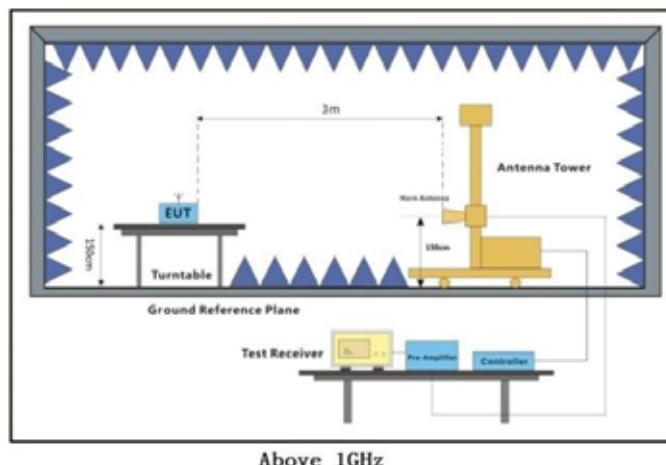 3m
Antenna Tower
Horn Antenna
EUT
150cm
150cm
Turntable
Ground Reference Plane
Test Receiver
Pre-Amplifier
Controller
Above 1GHz